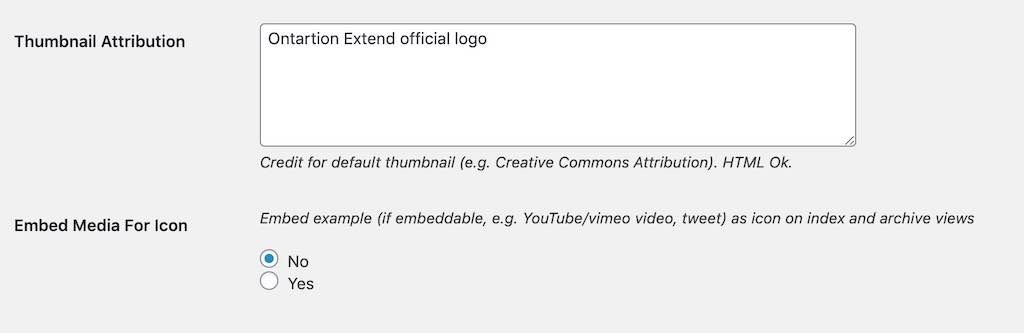 Thumbnail Attribution
Ontartion Extend official logo
Credit for default thumbnail (e.g. Creative Commons Attribution). HTML Ok.
Embed Media For Icon
Embed example (if embeddable, e.g. YouTube/vimeo video, tweet) as icon on index and archive views
No
Yes